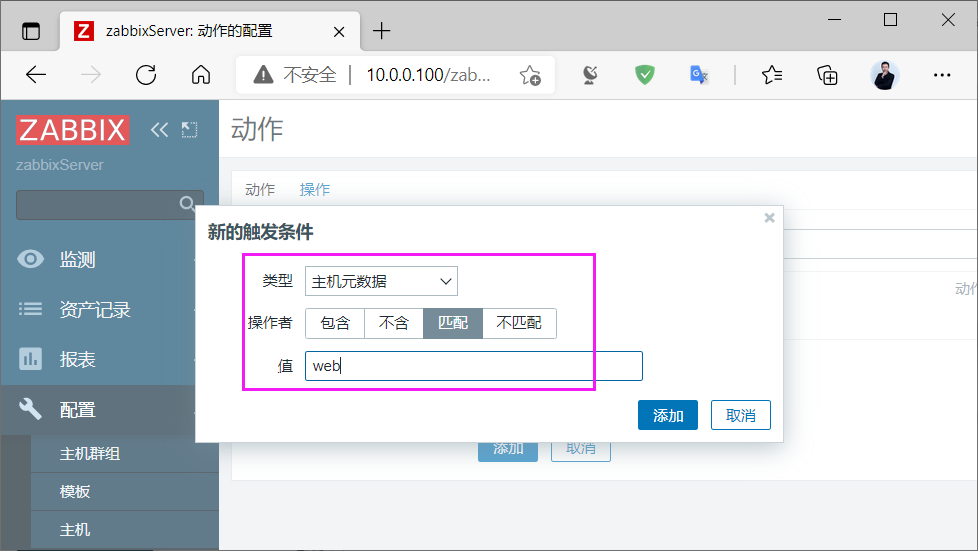 zabbixServer: 动作的配置
不安全 10.0.0.100/zab...
ZABBIX
动作
zabbixServer
动作 操作
新的触发条件
监测
类型 主机元数据
资产记录
操作者 包含 不含 匹配 不匹配
报表
值 web
配置
添加 取消
添加 取消
主机群组
模板
主机